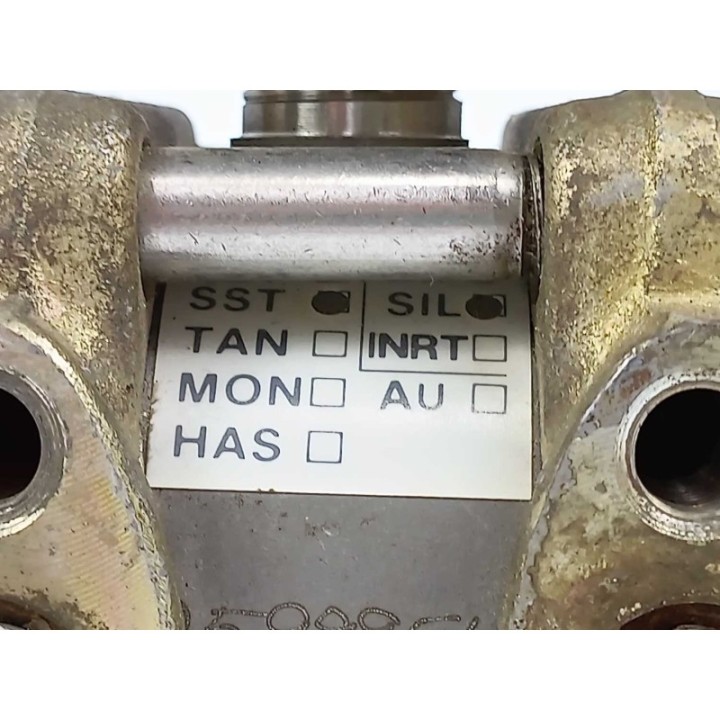 SST SIL
TAN INRT
MON AU
HAS